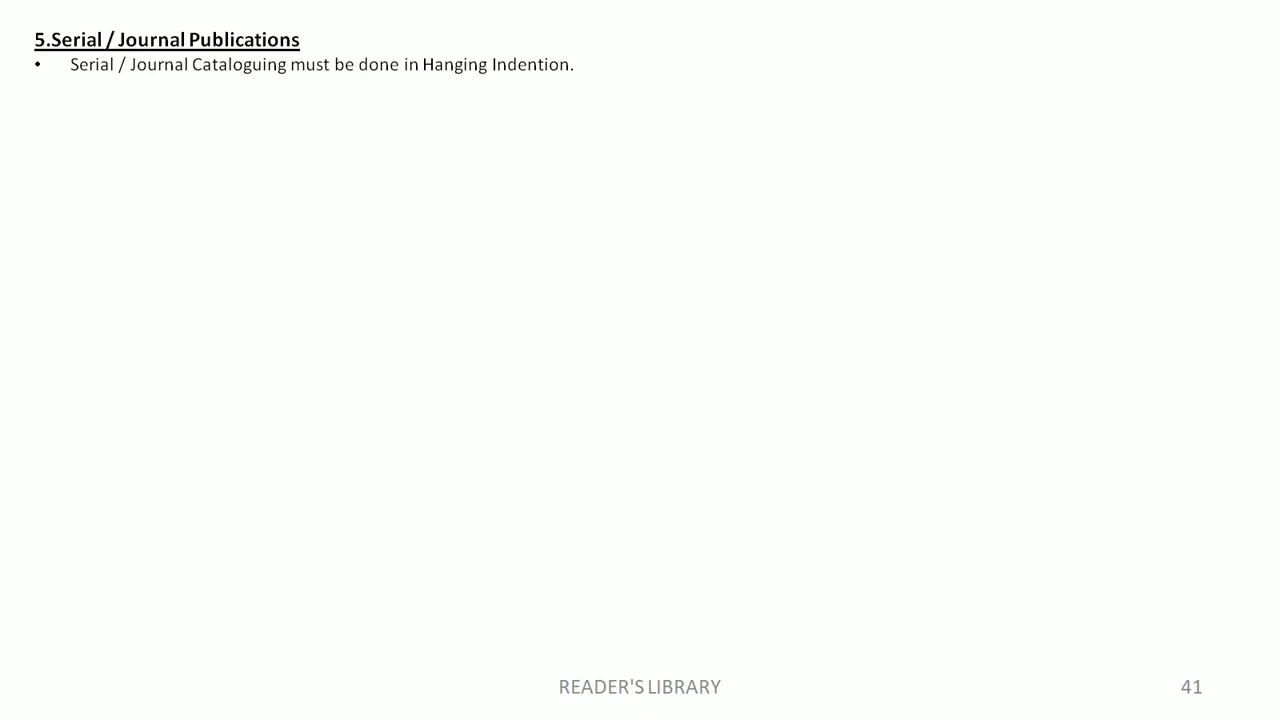 5.Serial / Journal Publications
• Serial / Journal Cataloguing must be done in Hanging Indention.
READER'S LIBRARY
41